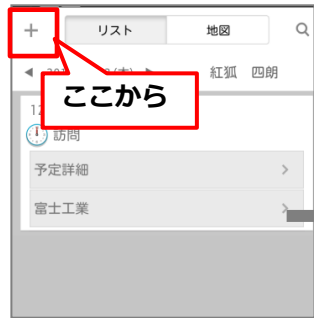 + リスト 地図
紅狐 四朗
ここから
訪問
予定詳細 >
富士工業 >